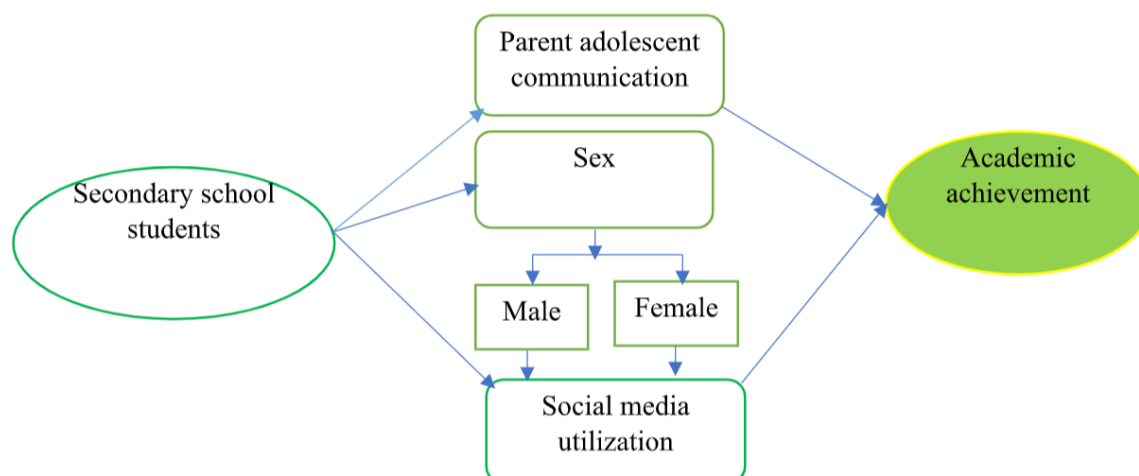 Parent adolescent
communication
Sex
Secondary school
students
Academic
achievement
Male
Female
Social media
utilization